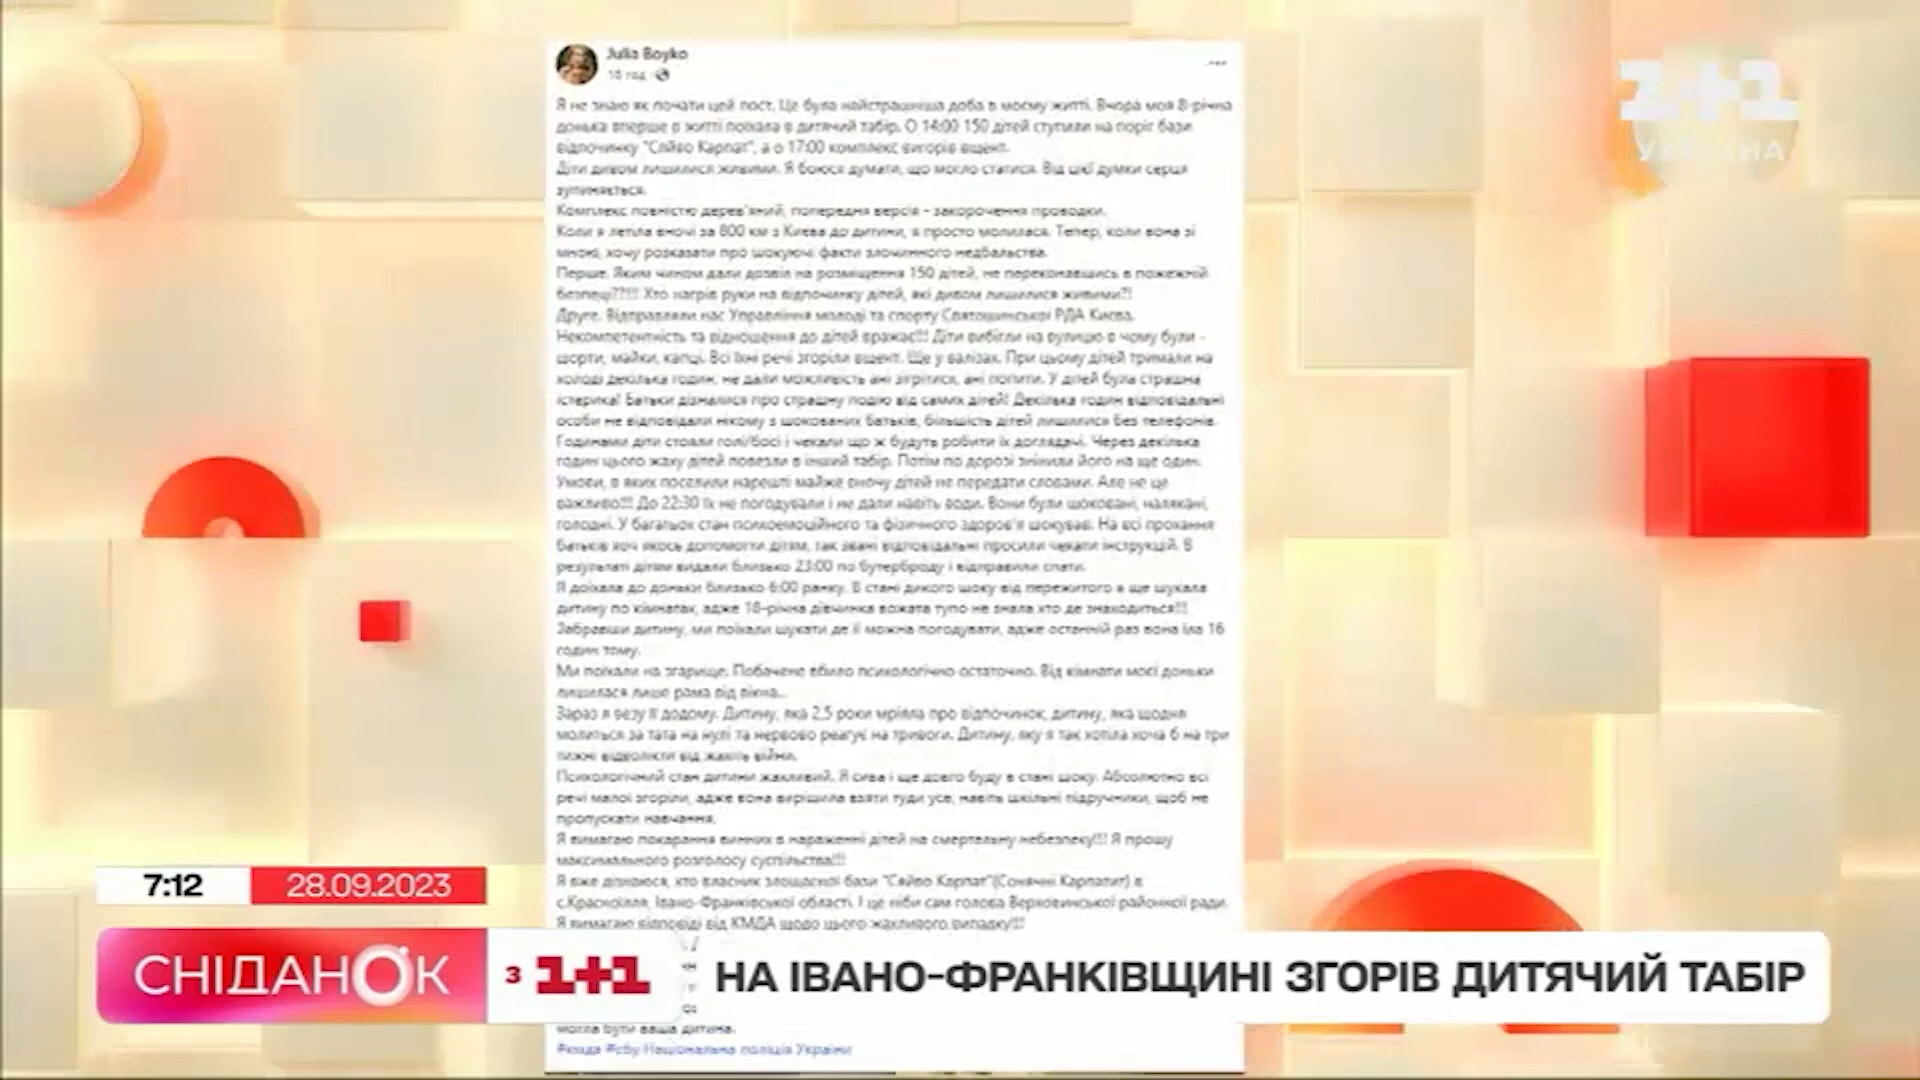 Julia Boyko
16 год
Я не знаю як почати цей пост. Це була найстрашніша доба в моєму житті. Вчора моя 8-річна
донька вперше в житті поїхала в дитячий табір. О 14:00 150 дітей ступили на поріг бази
відпочинку "Сяйво Карпат", а о 17:00 комплекс вигорів вщент.
Діти дивом лишилися живими. Я боюся думати, що могло статися. Від цієї думки серце
зупиняється.
Комплекс повністю дерев'яний, попередня версія – закорочення проводки.
Коли я летіла вночі за 800 км з Києва до дитини, я просто молилася. Тепер, коли вона зі
мною, хочу розказати про шокуючі факти злочинного недбальства.
Перше. Яким чином дали дозвіл на розміщення 150 дітей, не переконавшись в пожежній
безпеці??!!! Хто нагрів руки на відпочинку дітей, які дивом лишилися живими?!
Друге. Відправляли нас Управління молоді та спорту Святошинської РДА Києва.
Некомпетентність та відношення до дітей вражає!!! Діти вибігли на вулицю в чому були -
шорти, майки, капці. Всі їхні речі згоріли вщент. Ще у валізах. При цьому дітей тримали на
холоді декілька годин, не дали можливість ані зігрітися, ані попити. У дітей була страшна
істерика! Батьки дізналися про страшну подію від самих дітей! Декілька годин відповідальні
особи не відповідали нікому з шокованих батьків, більшість дітей лишилися без телефонів.
Годинами діти стояли голі/босі і чекали що ж будуть робити їх доглядачі. Через декілька
годин цього жаху дітей повезли в інший табір. Потім по дорозі змінили його на ще один.
Умови, в яких поселили нарешті майже вночу дітей не передати словами. Але не це
важливо!!! До 22:30 їх не погодували і не дали навіть води. Вони були шоковані, налякані,
голодні. У багатьох стан психоемоційного та фізичного здоров'я шокував. На всі прохання
батьків хоч якось допомогти дітям, так звані відповідальні просили чекати інструкцій. В
результаті дітям видали близько 23:00 по бутерброду і відправили спати.
Я доїхала до доньки близько 6:00 ранку. В стані дикого шоку від пережитого я ще шукала
дитину по кімнатах, адже 18-річна дівчинка вожата тупо не знала хто де знаходиться!!!
Забравши дитину, ми поїхали шукати де її можна погодувати, адже останній раз вона їла 16
годин тому.
Ми поїхали на згарище. Побачене вбило психологічно остаточно. Від кімнати моєї доньки
лишилася лише рама від вікна...
Зараз я везу її додому. Дитину, яка 2,5 роки мріяла про відпочинок, дитину, яка щодня
молиться за тата на нулі та нервово реагує на тривоги. Дитину, яку я так хотіла хоча б на три
тижні відволікти від жахіть війни.
Психологічний стан дитини жахливий. Я сива і ще довго буду в стані шоку. Абсолютно всі
речі малої згоріли, адже вона вирішила взяти туди усе, навіть шкільні підручники, щоб не
пропускати навчання.
Я вимагаю покарання винних в нараженні дітей на смертельну небезпеку!!! Я прошу
максимального розголосу суспільства!!!
Я вже дізнаюся, хто власник злощасної бази "Сяйво Карпат"(Сонячні Карпати) в
с.Красноїлля, Івано-Франківської області. І це ніби сам голова Верховинської районної ради.
Я вимагаю відповіді від КМДА щодо цього жахливого випадку!!!
могла бути ваша дитина.
#кмда #сбу Національна поліція України
1+1
УКРАЇНА
7:12 28.09.2023
СНІДАНОК З 1+1
НА ІВАНО-ФРАНКІВЩИНІ ЗГОРІВ ДИТЯЧИЙ ТАБІР